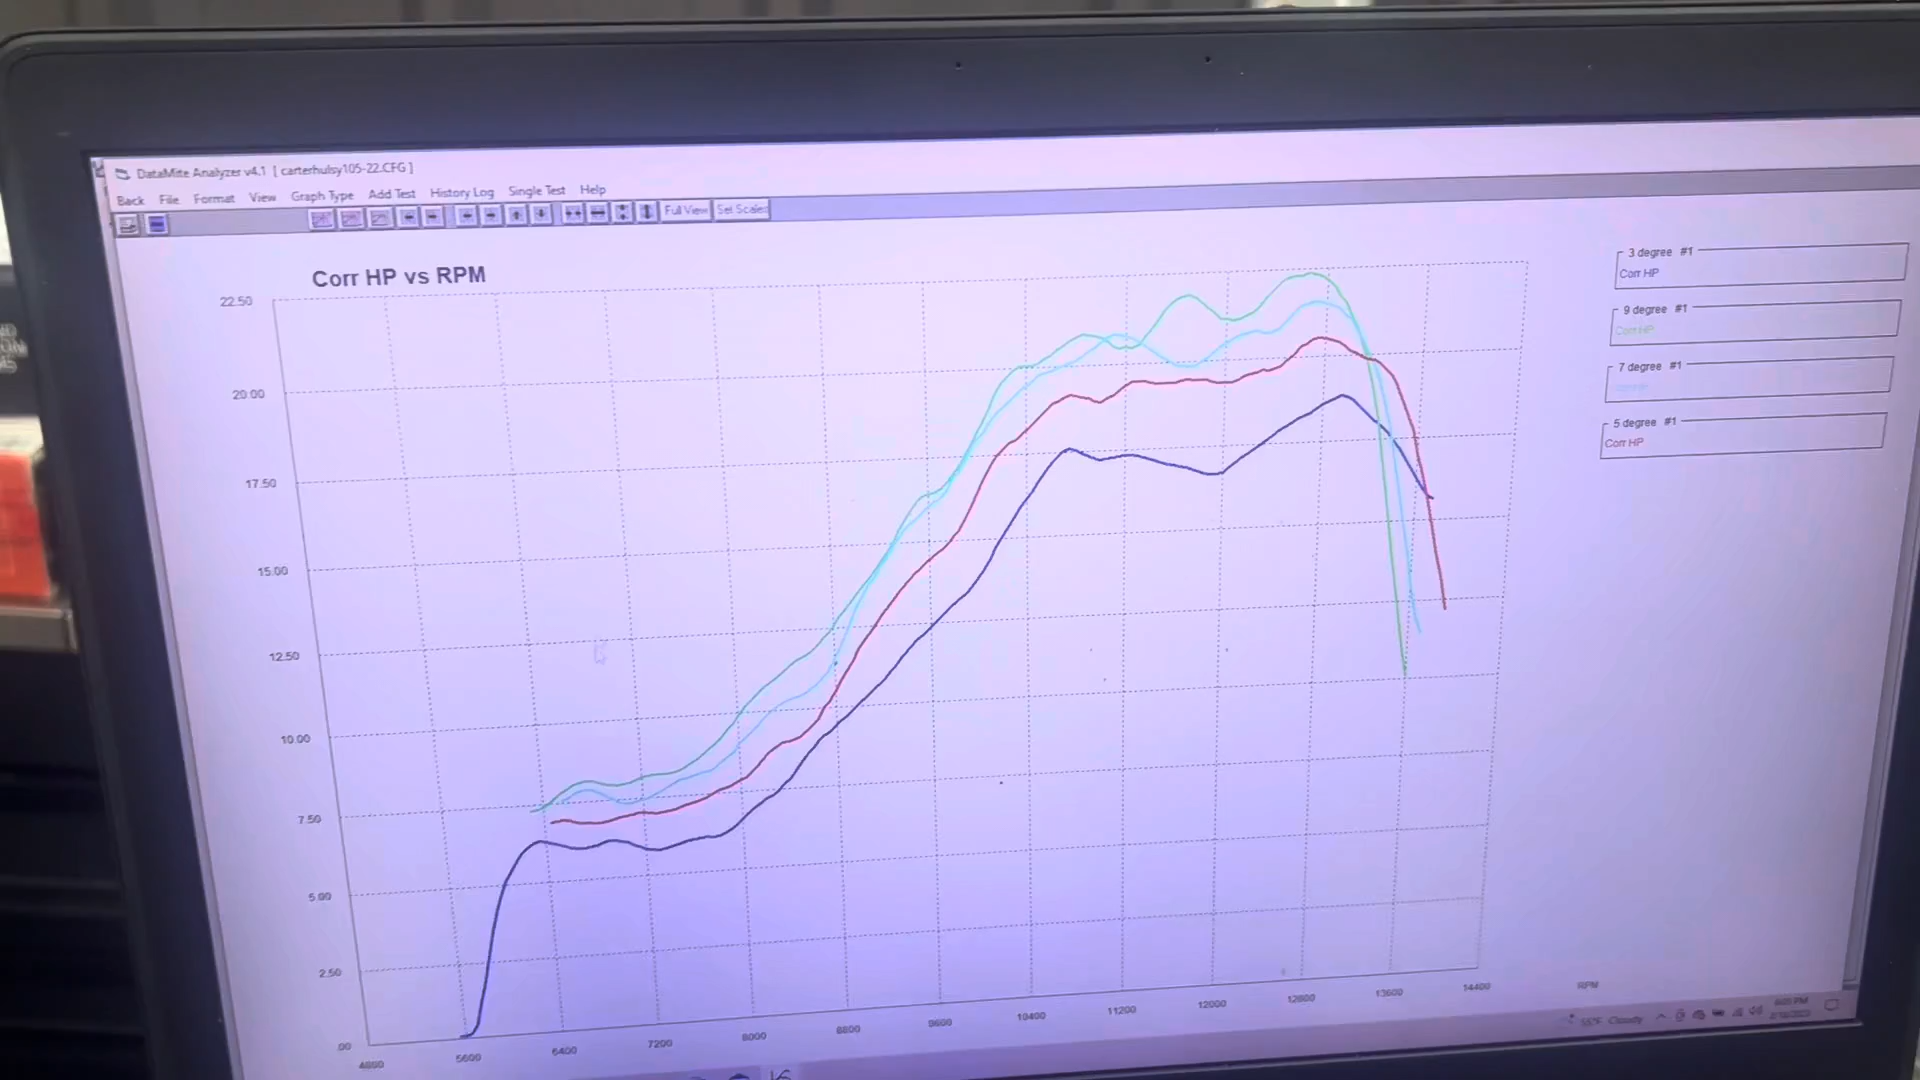 DataMite Analyzer v4.1 [ carterhulsy105-22.CFG ]
Back File Format View Graph Type Add Test History Log Single Test Help
Full View Set Scales
Corr HP vs RPM
22.50
20.00
17.50
15.00
12.50
10.00
7.50
5.00
2.50
.00
4800 5600 6400 7200 8000 8800 9600 10400 11200 12000 12800 13600 14400 RPM
3 degree #1
Corr HP
9 degree #1
Corr HP
7 degree #1
5 degree #1
Corr HP
55°F Cloudy